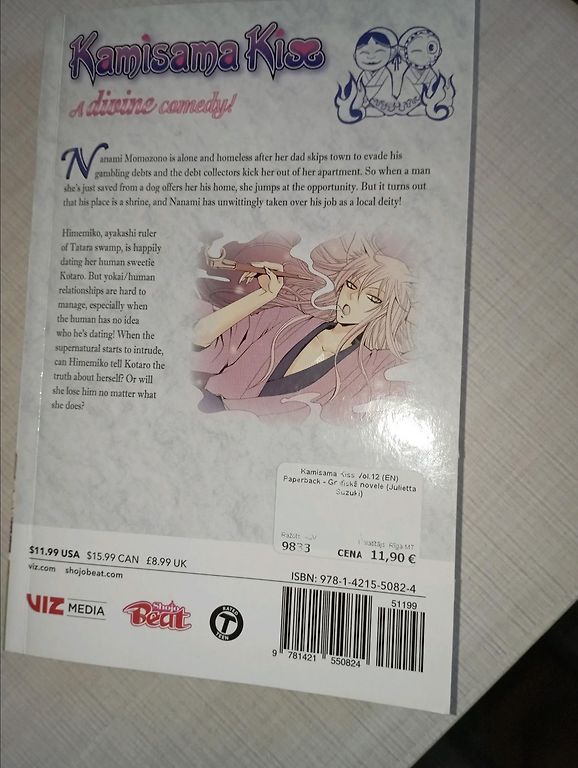 Kamisama Kiss
A divine comedy!
Nanami Momozono is alone and homeless after her dad skips town to evade his
gambling debts and the debt collectors kick her out of her apartment. So when a man
she's just saved from a dog offers her his home, she jumps at the opportunity. But it turns out
that his place is a shrine, and Nanami has unwittingly taken over his job as a local deity!
Himemiko, ayakashi ruler
of Tatara swamp, is happily
dating her human sweetie
Kotaro. But yokai/human
relationships are hard to
manage, especially when
the human has no idea
who he's dating! When the
supernatural starts to intrude,
can Himemiko tell Kotaro the
truth about herself? Or will
she lose him no matter what
she does?
Kamisama Kiss Vol.12 (EN)
Paperback - Grafiskā novele (Julietta
Suzuki)
Rīga M7
CENA 11,90 €
$11.99 USA $15.99 CAN £8.99 UK
viz.com shojobeat.com
ISBN: 978-1-4215-5082-4
51199
VIZ MEDIA
Shojo Beat
RATED T TEEN
9 781421 550824